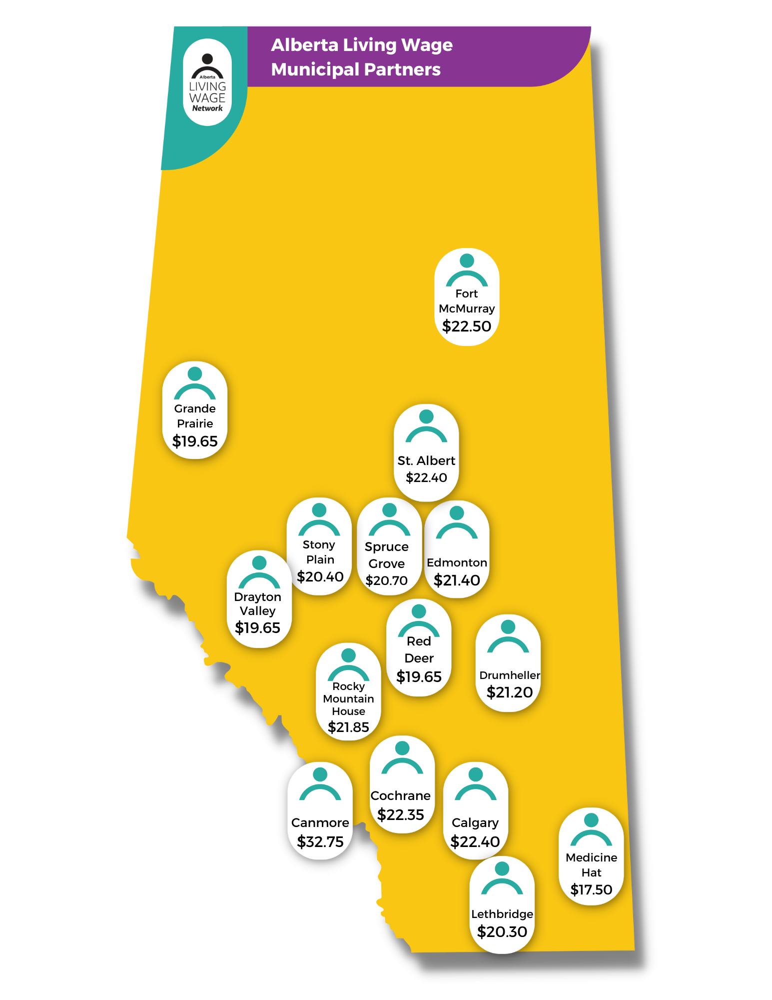 Alberta Living Wage
Municipal Partners
Alberta
LIVING
WAGE
Network
Fort
McMurray
$22.50
Grande
Prairie
$19.65
St. Albert
$22.40
Stony
Plain
$20.40
Spruce
Grove
$20.70
Edmonton
$21.40
Drayton
Valley
$19.65
Red
Deer
$19.65
Drumheller
$21.20
Rocky
Mountain
House
$21.85
Cochrane
$22.35
Canmore
$32.75
Calgary
$22.40
Medicine
Hat
$17.50
Lethbridge
$20.30